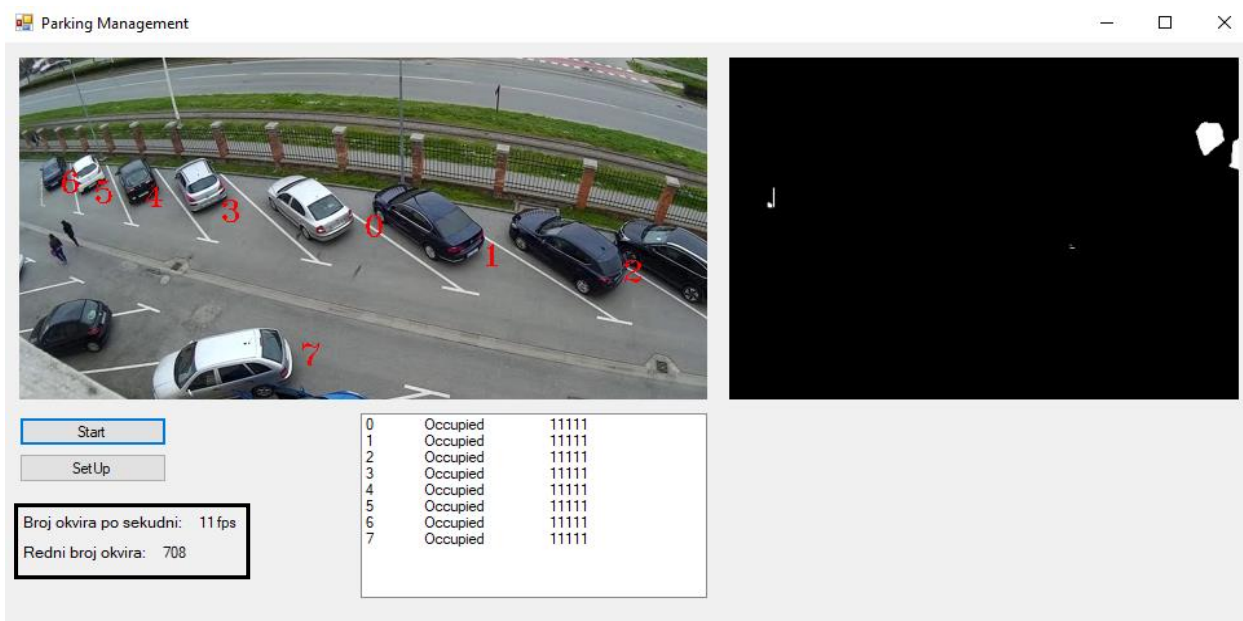 Parking Management
6 5 4 3 0 1 2
7
Start
SetUp
Broj okvira po sekudni: 11 fps
Redni broj okvira: 708
0 Occupied 11111
1 Occupied 11111
2 Occupied 11111
3 Occupied 11111
4 Occupied 11111
5 Occupied 11111
6 Occupied 11111
7 Occupied 11111